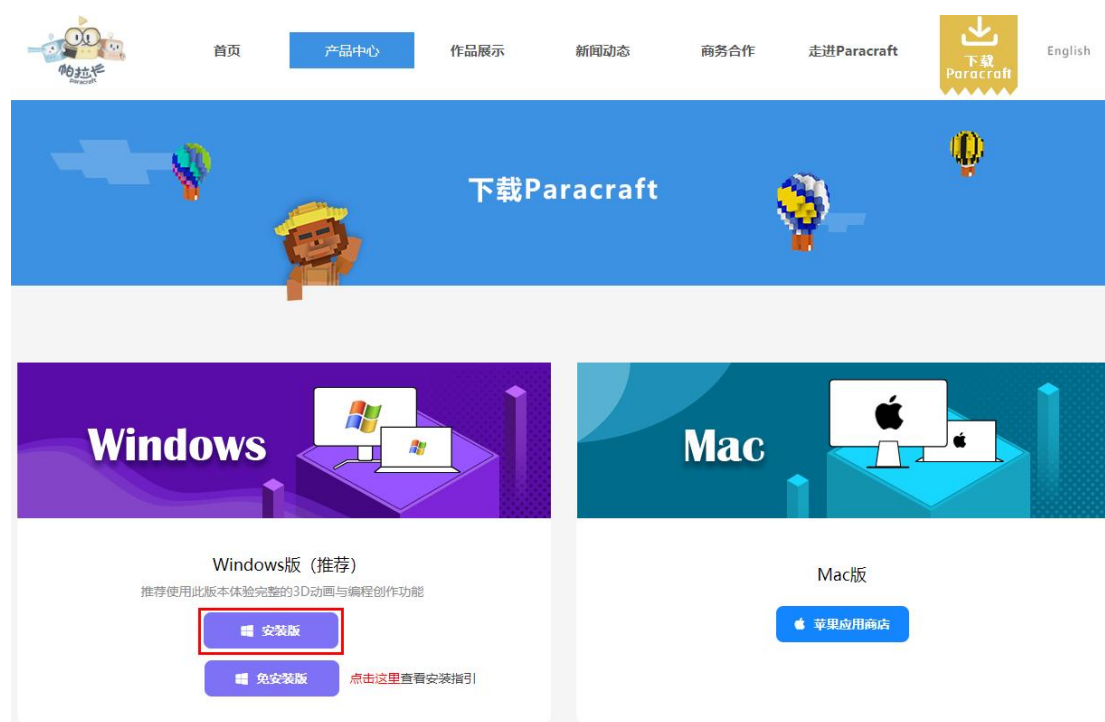 帕拉卡
paracraft
首页
产品中心
作品展示
新闻动态
商务合作
走进Paracraft
下载
Paracraft
English
下载Paracraft
Windows
Mac
Windows版（推荐）
推荐使用此版本体验完整的3D动画与编程创作功能
安装版
免安装版
点击这里查看安装指引
Mac版
苹果应用商店